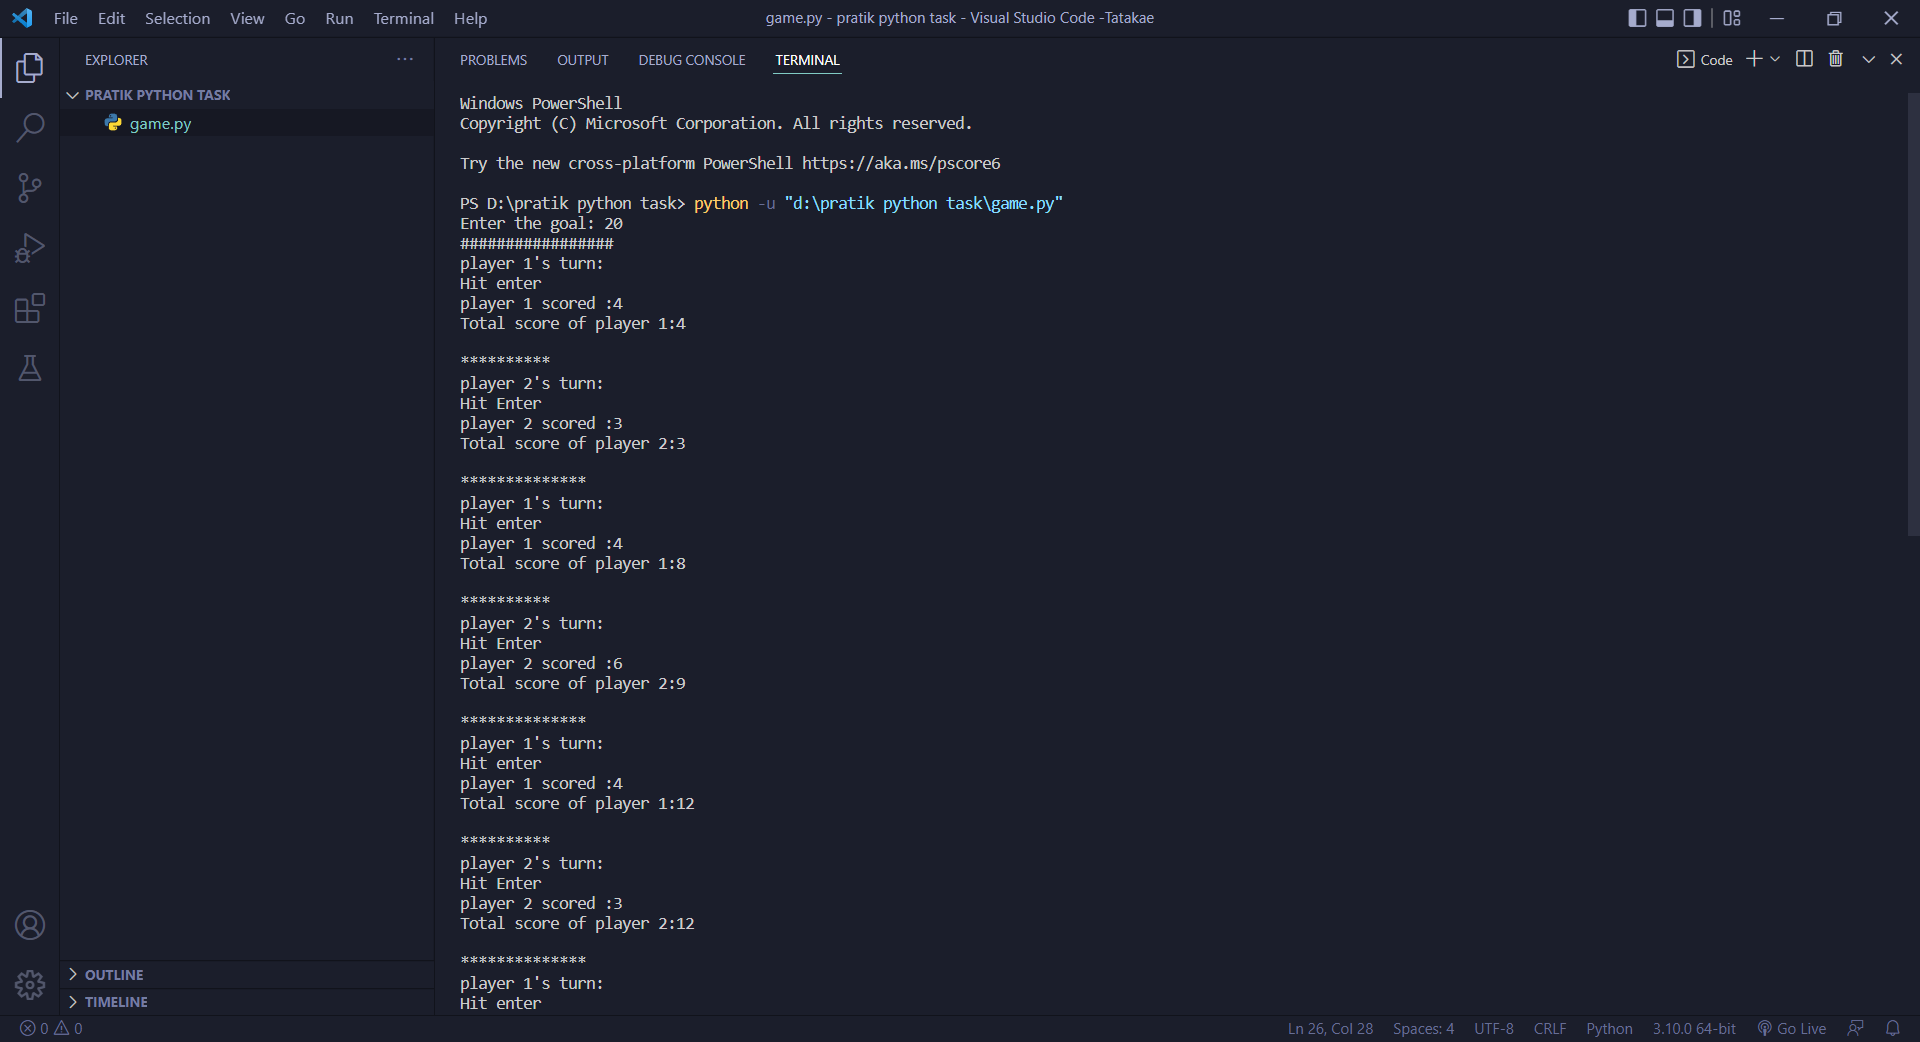 File Edit Selection View Go Run Terminal Help
game.py - pratik python task - Visual Studio Code -Tatakae
EXPLORER
PRATIK PYTHON TASK
game.py
OUTLINE
TIMELINE
PROBLEMS OUTPUT DEBUG CONSOLE TERMINAL
Code
Windows PowerShell
Copyright (C) Microsoft Corporation. All rights reserved.
Try the new cross-platform PowerShell https://aka.ms/pscore6
PS D:\pratik python task> python -u "d:\pratik python task\game.py"
Enter the goal: 20
#################
player 1's turn:
Hit enter
player 1 scored :4
Total score of player 1:4
**********
player 2's turn:
Hit Enter
player 2 scored :3
Total score of player 2:3
**************
player 1's turn:
Hit enter
player 1 scored :4
Total score of player 1:8
**********
player 2's turn:
Hit Enter
player 2 scored :6
Total score of player 2:9
**************
player 1's turn:
Hit enter
player 1 scored :4
Total score of player 1:12
**********
player 2's turn:
Hit Enter
player 2 scored :3
Total score of player 2:12
**************
player 1's turn:
Hit enter
0 0
Ln 26, Col 28 Spaces: 4 UTF-8 CRLF Python 3.10.0 64-bit Go Live